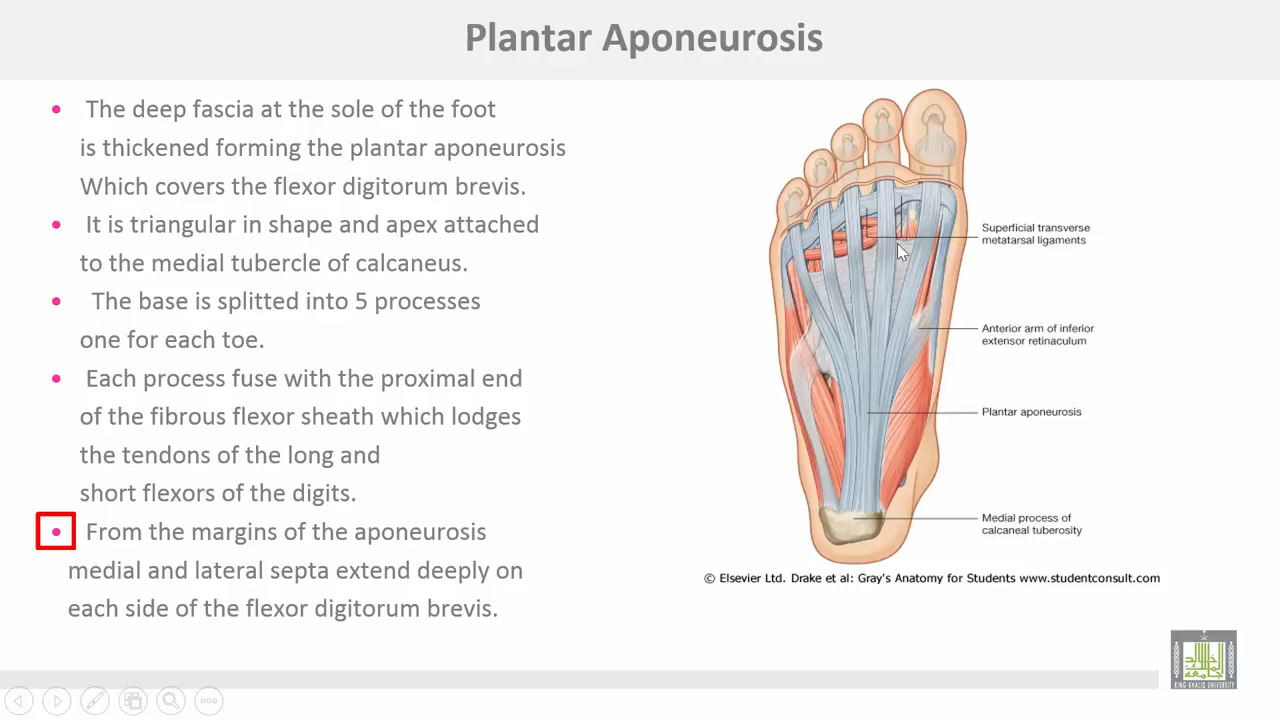 Plantar Aponeurosis
• The deep fascia at the sole of the foot
is thickened forming the plantar aponeurosis
Which covers the flexor digitorum brevis.
• It is triangular in shape and apex attached
to the medial tubercle of calcaneus.
• The base is splitted into 5 processes
one for each toe.
• Each process fuse with the proximal end
of the fibrous flexor sheath which lodges
the tendons of the long and
short flexors of the digits.
• From the margins of the aponeurosis
medial and lateral septa extend deeply on
each side of the flexor digitorum brevis.
Superficial transverse
metatarsal ligaments
Anterior arm of inferior
extensor retinaculum
Plantar aponeurosis
Medial process of
calcaneal tuberosity
© Elsevier Ltd. Drake et al: Gray's Anatomy for Students www.studentconsult.com
KING KHALID UNIVERSITY